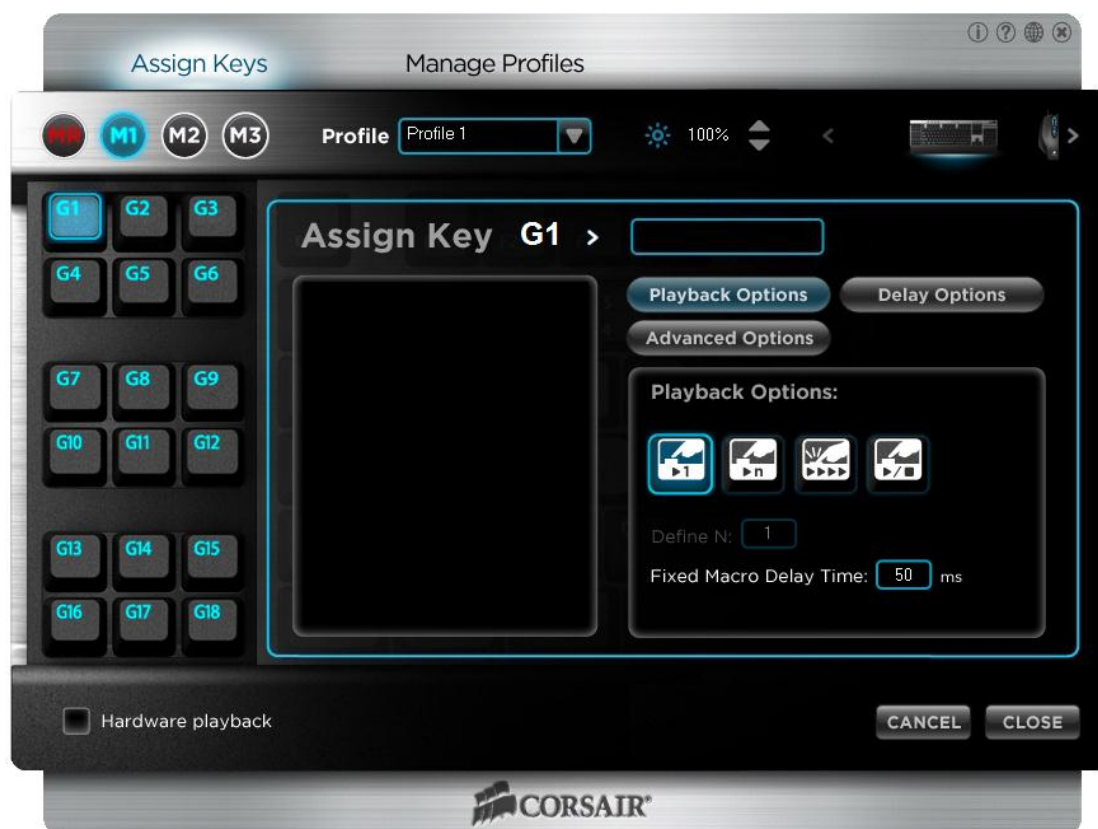 Assign Keys Manage Profiles
MR M1 M2 M3 Profile Profile 1 100%
G1 G2 G3
Assign Key G1 >
G4 G5 G6
Playback Options Delay Options
Advanced Options
G7 G8 G9
Playback Options:
G10 G11 G12
1 n
Define N: 1
G13 G14 G15
Fixed Macro Delay Time: 50 ms
G16 G17 G18
Hardware playback
CANCEL CLOSE
CORSAIR